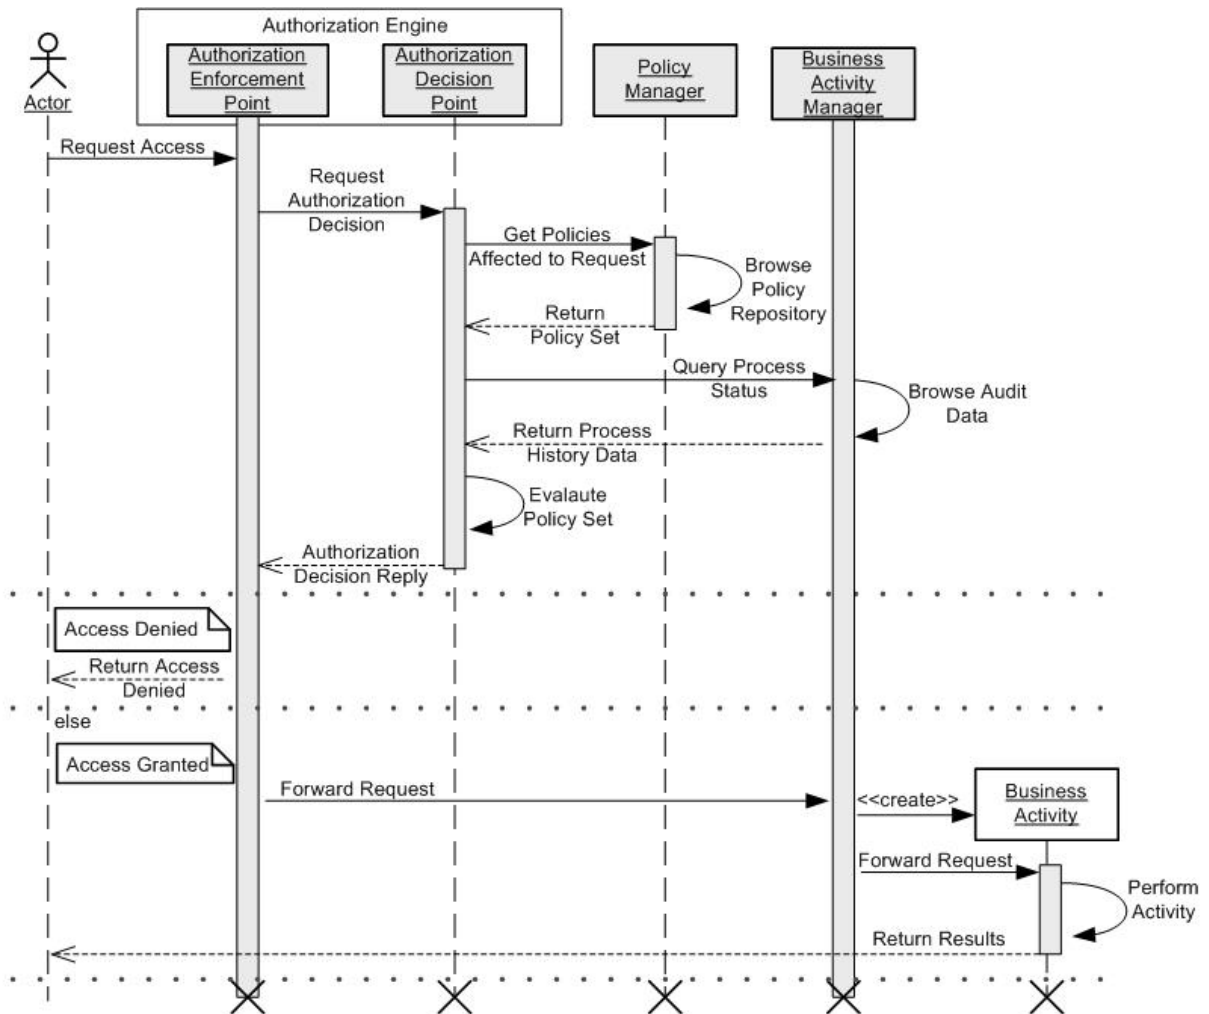 Authorization Engine
Actor
Authorization
Enforcement
Point
Authorization
Decision
Point
Policy
Manager
Business
Activity
Manager
Request Access
Request
Authorization
Decision
Get Policies
Affected to Request
Browse
Policy
Repository
Return
Policy Set
Query Process
Status
Browse Audit
Data
Return Process
History Data
Evalaute
Policy Set
Authorization
Decision Reply
Access Denied
Return Access
Denied
else
Access Granted
Forward Request
<<create>>
Business
Activity
Forward Request
Perform
Activity
Return Results